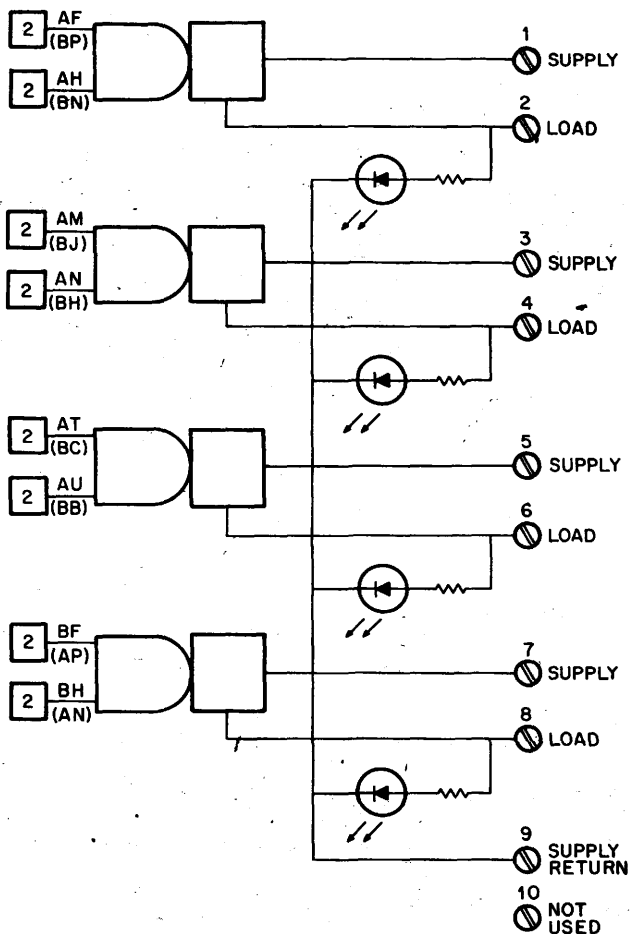 2 AF
(BP)
2 AH
(BN)
1
SUPPLY
2
LOAD
2 AM
(BJ)
2 AN
(BH)
3
SUPPLY
4
LOAD
2 AT
(BC)
2 AU
(BB)
5
SUPPLY
6
LOAD
2 BF
(AP)
2 BH
(AN)
7
SUPPLY
8
LOAD
9
SUPPLY
RETURN
10
NOT
USED